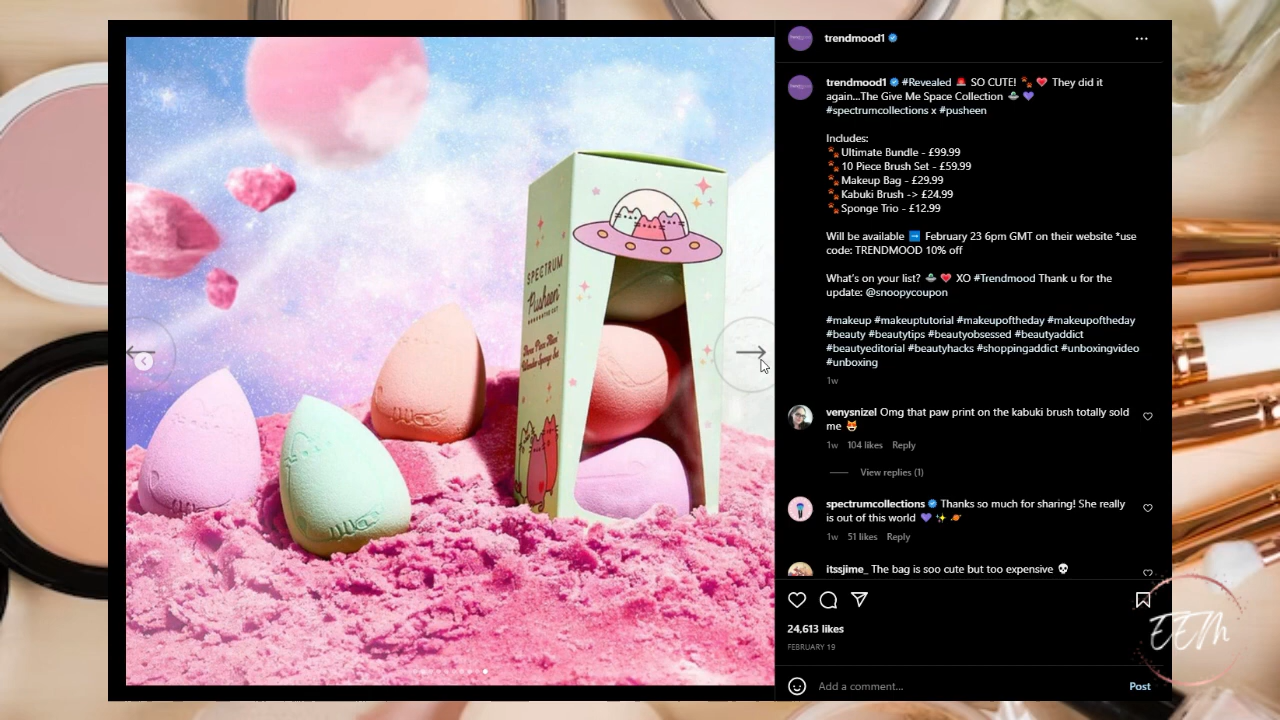 trendmood1
trendmood1 #Revealed 🚨 SO CUTE! 🐾 ❤️ They did it
again...The Give Me Space Collection 🛸 💜
#spectrumcollections x #pusheen
Includes:
🐾Ultimate Bundle - £99.99
🐾10 Piece Brush Set - £59.99
🐾Makeup Bag - £29.99
🐾Kabuki Brush -> £24.99
🐾Sponge Trio - £12.99
Will be available ➡️ February 23 6pm GMT on their website *use
code: TRENDMOOD 10% off
What's on your list? 🛸 ❤️ XO #Trendmood Thank u for the
update: @snoopycoupon
#makeup #makeuptutorial #makeupoftheday #makeupoftheday
#beauty #beautytips #beautyobsessed #beautyaddict
#beautyeditorial #beautyhacks #shoppingaddict #unboxingvideo
#unboxing
1w
venysnizel Omg that paw print on the kabuki brush totally sold
me 🦊
1w 104 likes Reply
View replies (1)
spectrumcollections Thanks so much for sharing! She really
is out of this world 💜 ✨ 🪐
1w 51 likes Reply
itssjime_ The bag is soo cute but too expensive 💀
24,613 likes
FEBRUARY 19
Add a comment...
Post
SPECTRUM
Pusheen
EEM